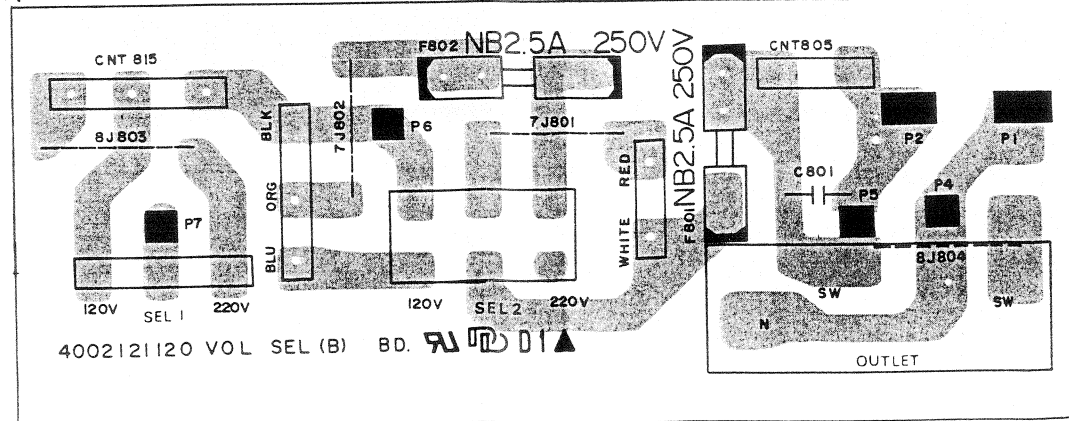 CNT 815
F802
NB2.5A 250V
CNT805
NB2.5A 250V
F801
BLK
7J802
P6
7J801
P2
P1
8J803
RED
C801
ORG
P5
P4
P7
BLU
WHITE
8J804
120V
SEL 1
220V
120V
SEL 2
220V
SW
SW
N
OUTLET
4002121120 VOL SEL (B) BD.